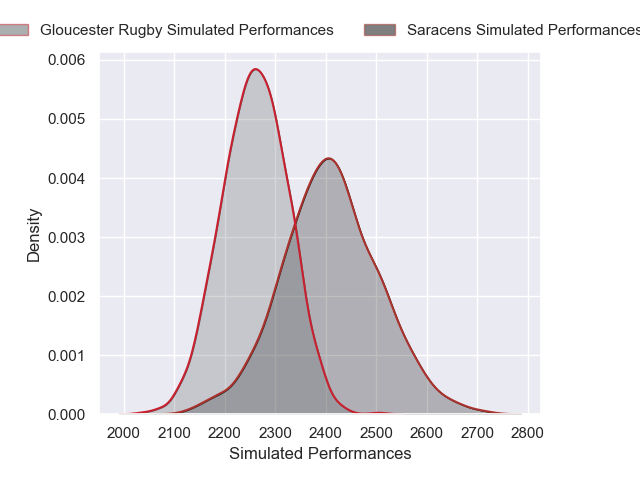 Gloucester Rugby Simulated Performances Saracens Simulated Performances
0.006
0.005
0.004
0.003
0.002
0.001
0.000
Density
2000 2100 2200 2300 2400 2500 2600 2700 2800
Simulated Performances